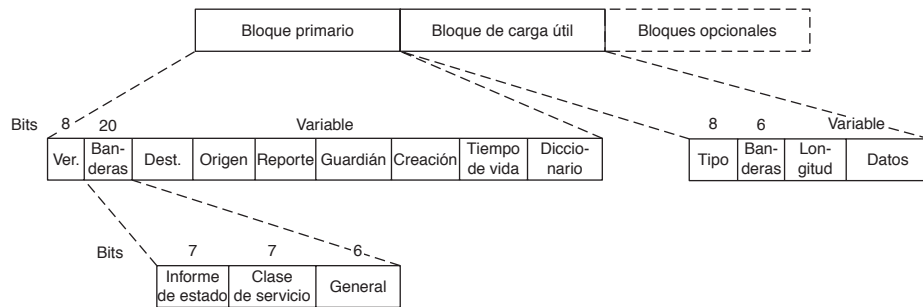 Bloque primario Bloque de carga útil Bloques opcionales
Bits 8 20 Variable
Ver. Ban-
deras Dest. Origen Reporte Guardián Creación Tiempo
de vida Diccio-
nario
8 6 Variable
Tipo Banderas Lon-
gitud Datos
Bits 7 7 6
Informe
de estado Clase
de servicio General